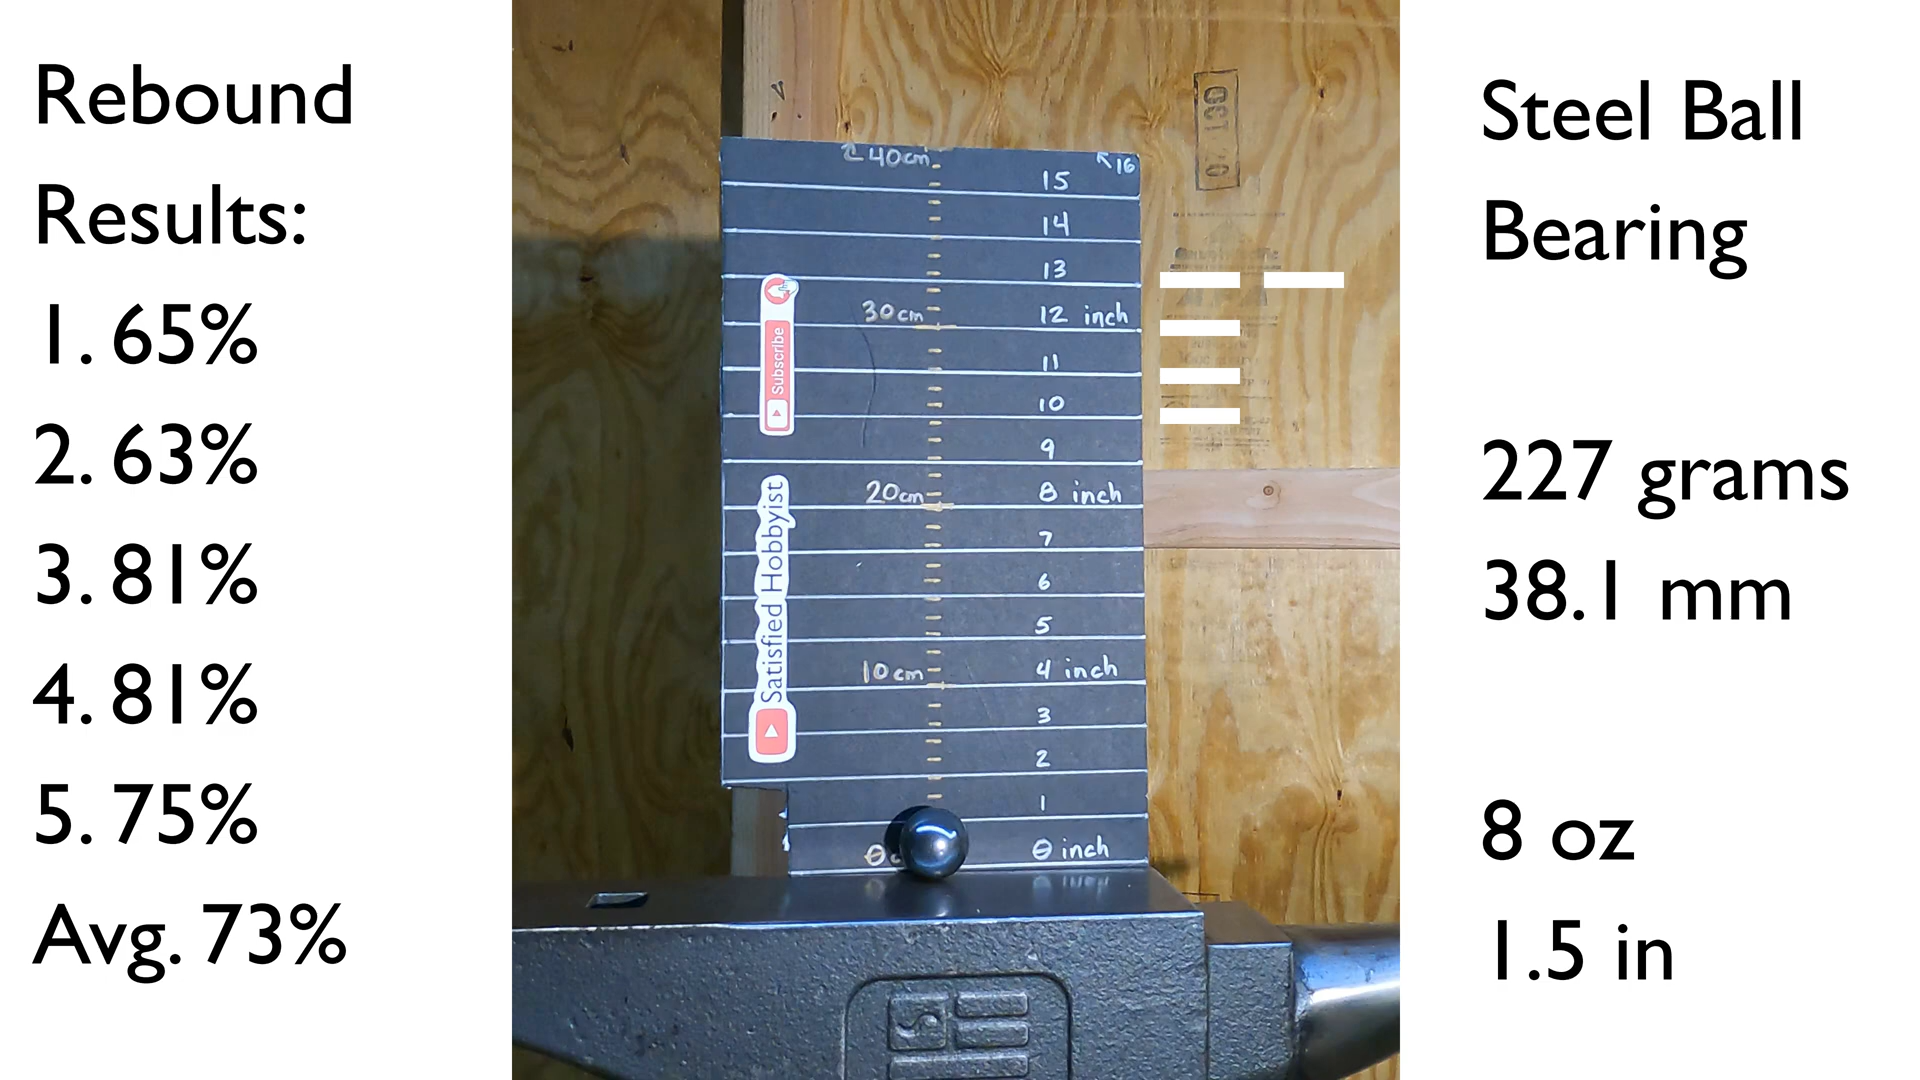 Rebound
Results:
1. 65%
2. 63%
3. 81%
4. 81%
5. 75%
Avg. 73%
40cm
16
15
14
13
30cm
12 inch
11
10
9
20cm
8 inch
7
6
5
10cm
4 inch
3
2
1
0 inch
Subscribe
Satisfied Hobbyist
OCT 130
Steel Ball
Bearing
227 grams
38.1 mm
8 oz
1.5 in